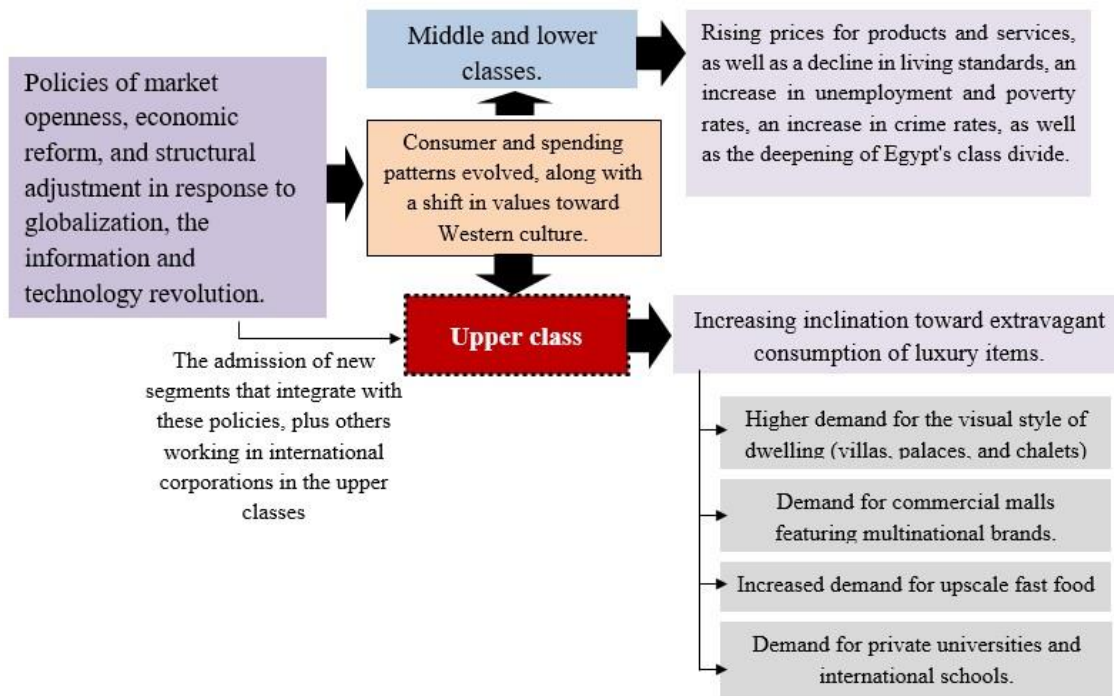 Policies of market
openness, economic
reform, and structural
adjustment in response to
globalization, the
information and
technology revolution.
Middle and lower
classes.
Rising prices for products and services,
as well as a decline in living standards, an
increase in unemployment and poverty
rates, an increase in crime rates, as well
as the deepening of Egypt's class divide.
Consumer and spending
patterns evolved, along with
a shift in values toward
Western culture.
Upper class
Increasing inclination toward extravagant
consumption of luxury items.
The admission of new
segments that integrate with
these policies, plus others
working in international
corporations in the upper
classes
Higher demand for the visual style of
dwelling (villas, palaces, and chalets)
Demand for commercial malls
featuring multinational brands.
Increased demand for upscale fast food
Demand for private universities and
international schools.